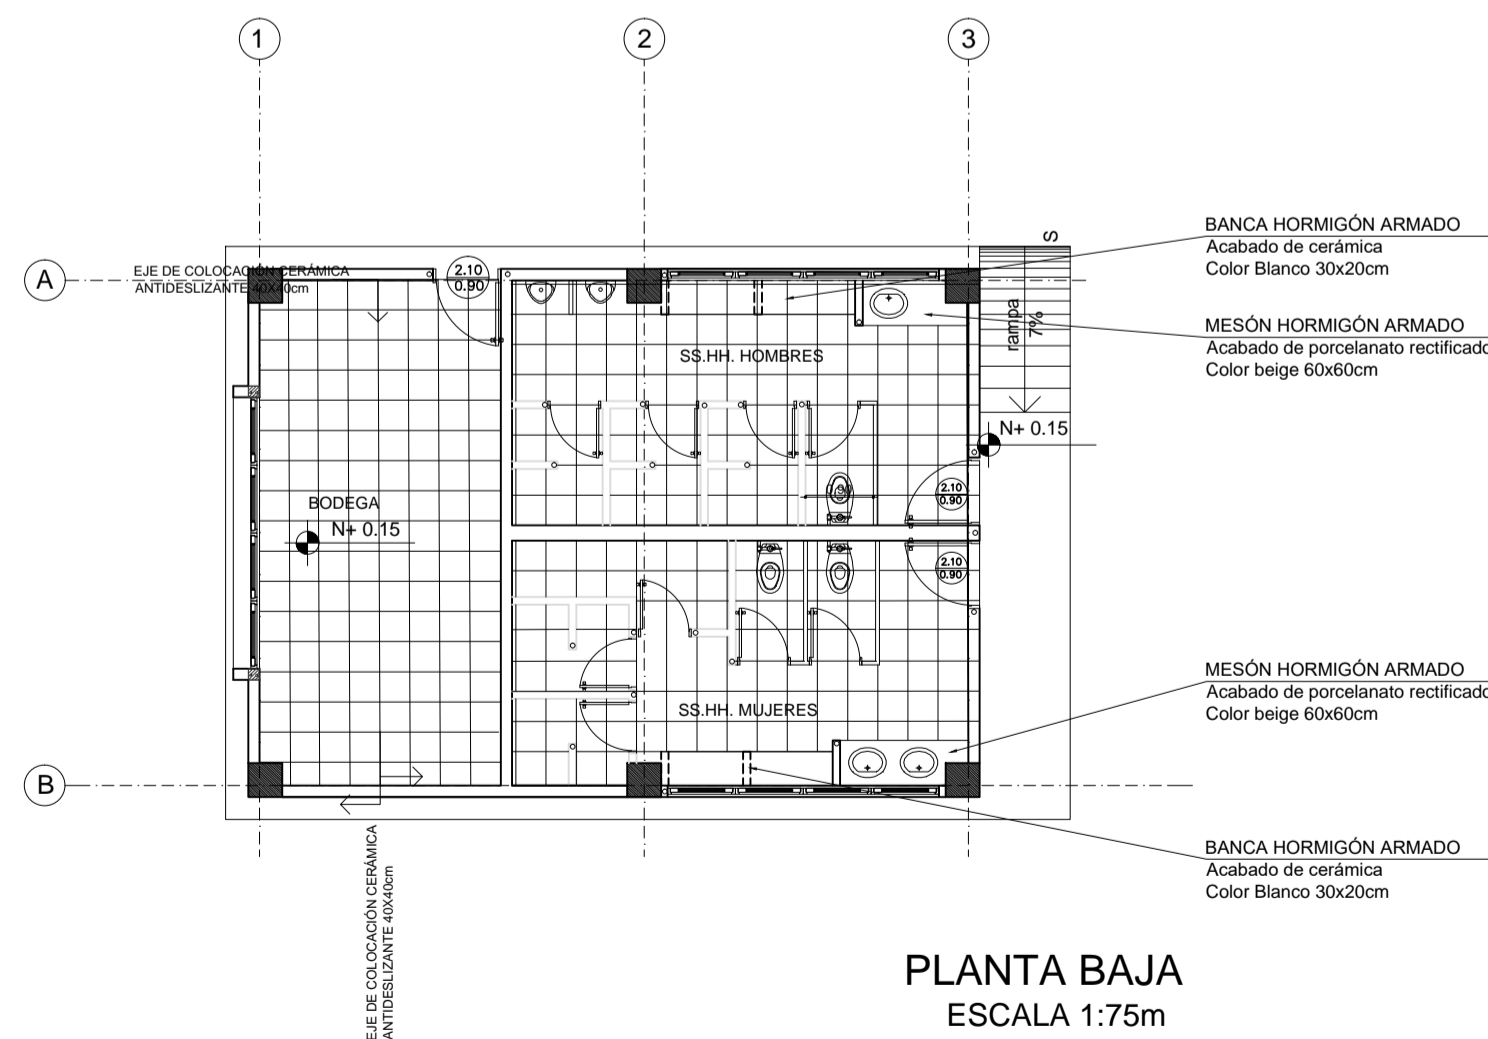 1
2
3
A
B
EJE DE COLOCACIÓN CERÁMICA
ANTIDESLIZANTE 40X40cm
2.10
0.90
S
rampa
7%
N+ 0.15
SS.HH. HOMBRES
BODEGA
N+ 0.15
2.10
0.90
2.10
0.90
SS.HH. MUJERES
BANCA HORMIGÓN ARMADO
Acabado de cerámica
Color Blanco 30x20cm
MESÓN HORMIGÓN ARMADO
Acabado de porcelanato rectificado
Color beige 60x60cm
MESÓN HORMIGÓN ARMADO
Acabado de porcelanato rectificado
Color beige 60x60cm
BANCA HORMIGÓN ARMADO
Acabado de cerámica
Color Blanco 30x20cm
EJE DE COLOCACIÓN CERÁMICA
ANTIDESLIZANTE 40X40cm
PLANTA BAJA
ESCALA 1:75m